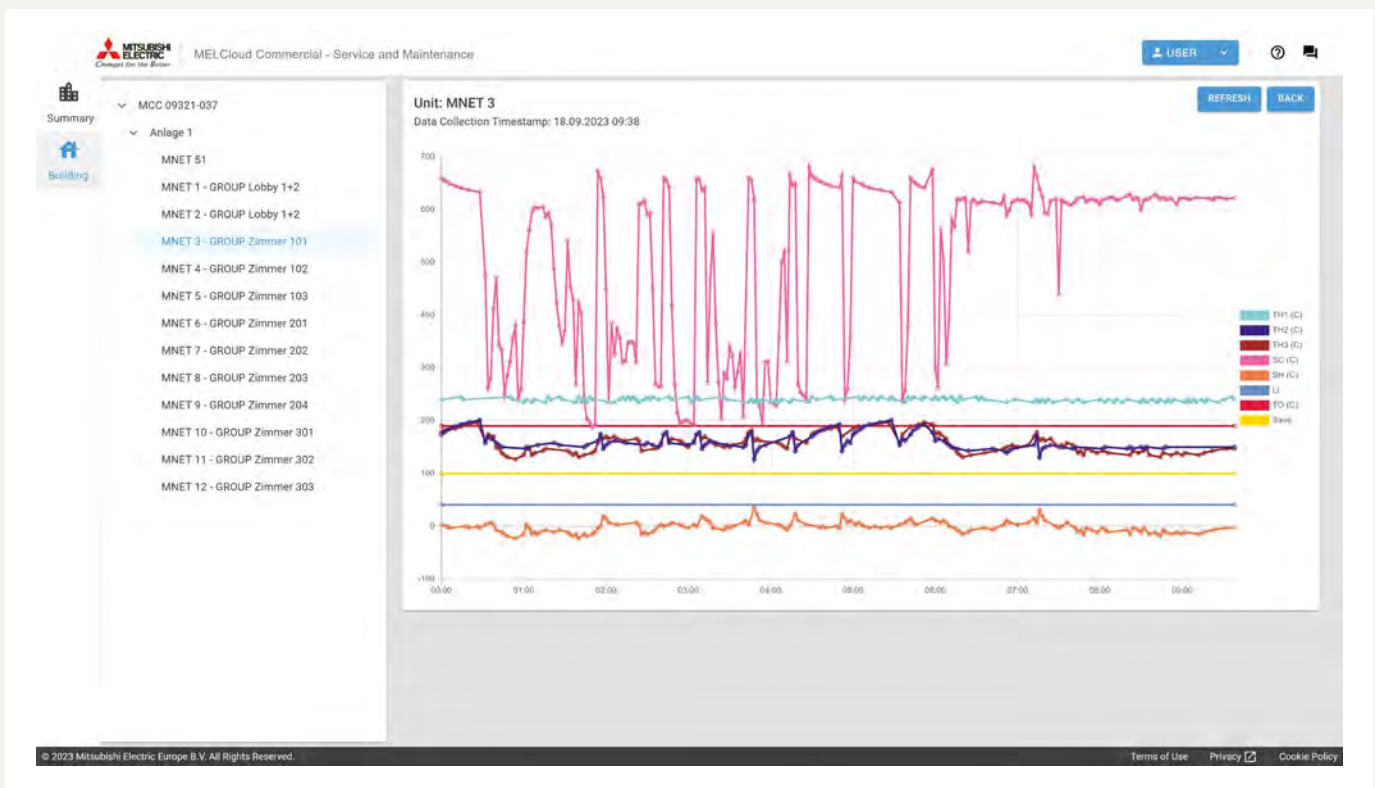 MITSUBISHI
ELECTRIC
Changes for the Better
MELCloud Commercial - Service and Maintenance
USER
Summary
Building
MCC 09321-037
Anlage 1
MNET 51
MNET 1 - GROUP Lobby 1+2
MNET 2 - GROUP Lobby 1+2
MNET 3 - GROUP Zimmer 101
MNET 4 - GROUP Zimmer 102
MNET 5 - GROUP Zimmer 103
MNET 6 - GROUP Zimmer 201
MNET 7 - GROUP Zimmer 202
MNET 8 - GROUP Zimmer 203
MNET 9 - GROUP Zimmer 204
MNET 10 - GROUP Zimmer 301
MNET 11 - GROUP Zimmer 302
MNET 12 - GROUP Zimmer 303
Unit: MNET 3
Data Collection Timestamp: 18.09.2023 09:38
REFRESH BACK
700
600
500
400
300
200
100
0
-100
00:00 01:00 02:00 03:00 04:00 05:00 06:00 07:00 08:00 09:00
TH1 (C)
TH2 (C)
TH3 (C)
SC (C)
SH (C)
LI
TO (C)
Save
© 2023 Mitsubishi Electric Europe B.V. All Rights Reserved.
Terms of Use Privacy Cookie Policy